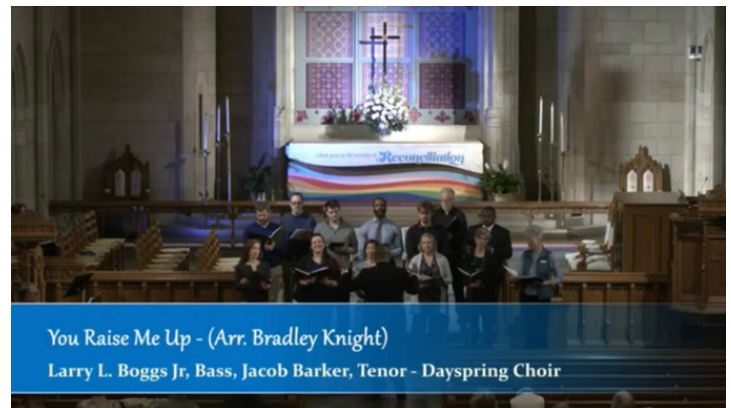 Reconciliation
You Raise Me Up - (Arr. Bradley Knight)
Larry L. Boggs Jr, Bass, Jacob Barker, Tenor - Dayspring Choir